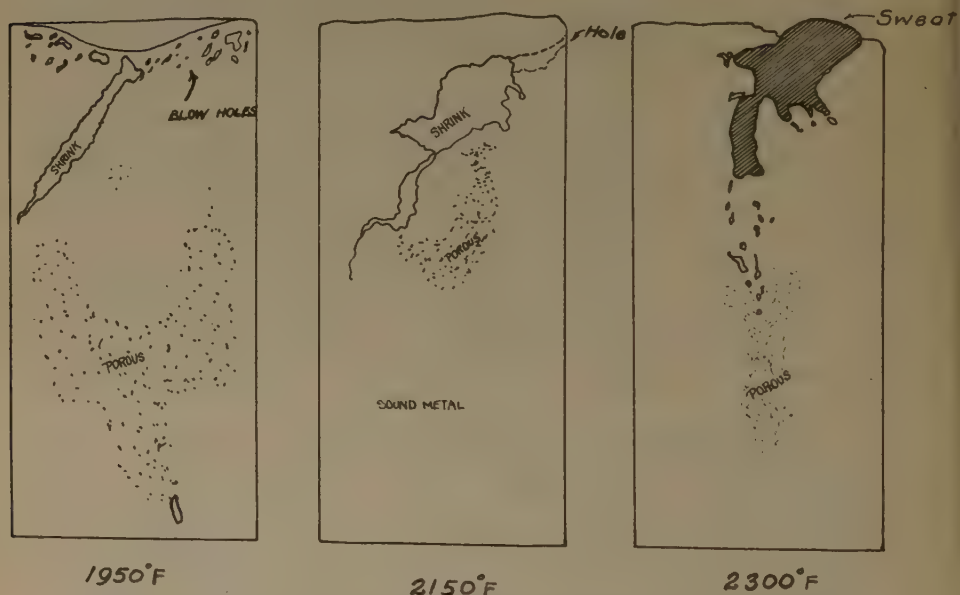 BLOW HOLES
SHRINK
POROUS
1950°F
Hole
SHRINK
POROUS
SOUND METAL
2150°F
Sweat
POROUS
2300°F